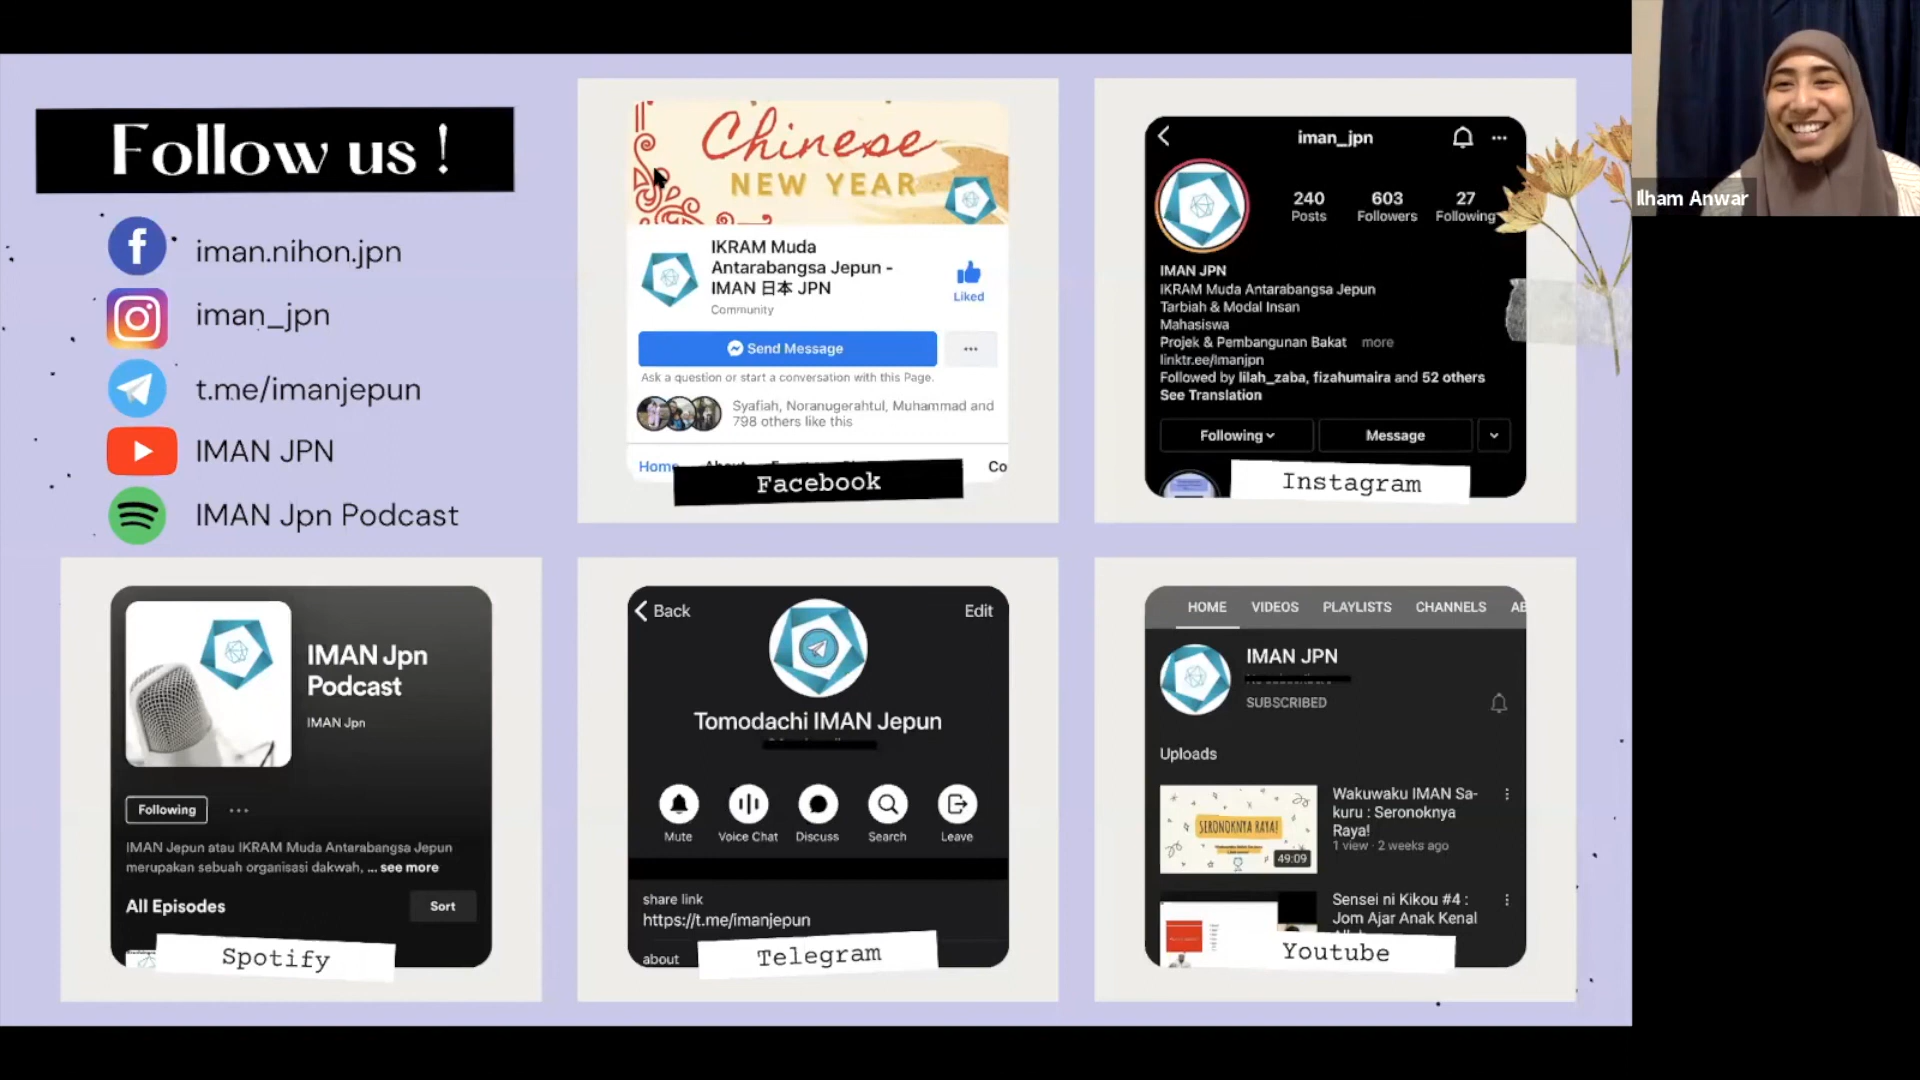 Follow us !
iman.nihon.jpn
iman_jpn
t.me/imanjepun
IMAN JPN
IMAN Jpn Podcast
Chinese
NEW YEAR
IKRAM Muda
Antarabangsa Jepun -
IMAN 日本 JPN
Community
Liked
Send Message
Ask a question or start a conversation with this Page.
Syafiah, Noranugerahtul, Muhammad and
798 others like this
Home
Co
Facebook
iman_jpn
240
Posts
603
Followers
27
Following
IMAN JPN
IKRAM Muda Antarabangsa Jepun
Tarbiah & Modal Insan
Mahasiswa
Projek & Pembangunan Bakat more
linktr.ee/Imanjpn
Followed by lilah_zaba, fizahumaira and 52 others
See Translation
Following
Message
Instagram
Ilham Anwar
IMAN Jpn
Podcast
IMAN Jpn
Following
IMAN Jepun atau IKRAM Muda Antarabangsa Jepun
merupakan sebuah organisasi dakwah, ... see more
All Episodes
Sort
Spotify
Back
Edit
Tomodachi IMAN Jepun
Mute
Voice Chat
Discuss
Search
Leave
share link
https://t.me/imanjepun
about
Telegram
HOME VIDEOS PLAYLISTS CHANNELS AB
IMAN JPN
SUBSCRIBED
Uploads
SERONOKNYA RAYA!
49:09
Wakuwaku IMAN Sa-
kuru : Seronoknya
Raya!
1 view · 2 weeks ago
Sensei ni Kikou #4 :
Jom Ajar Anak Kenal
Youtube